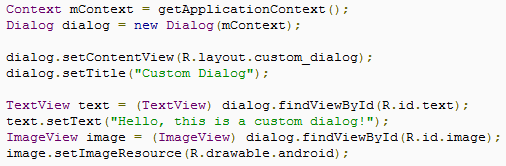 Context mContext = getApplicationContext();
Dialog dialog = new Dialog(mContext);
dialog.setContentView(R.layout.custom_dialog);
dialog.setTitle("Custom Dialog");
TextView text = (TextView) dialog.findViewById(R.id.text);
text.setText("Hello, this is a custom dialog!");
ImageView image = (ImageView) dialog.findViewById(R.id.image);
image.setImageResource(R.drawable.android);